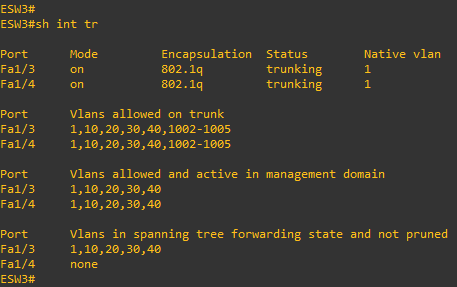 ESW3#
ESW3#sh int tr
Port Mode Encapsulation Status Native vlan
Fa1/3 on 802.1q trunking 1
Fa1/4 on 802.1q trunking 1
Port Vlans allowed on trunk
Fa1/3 1,10,20,30,40,1002-1005
Fa1/4 1,10,20,30,40,1002-1005
Port Vlans allowed and active in management domain
Fa1/3 1,10,20,30,40
Fa1/4 1,10,20,30,40
Port Vlans in spanning tree forwarding state and not pruned
Fa1/3 1,10,20,30,40
Fa1/4 none
ESW3#